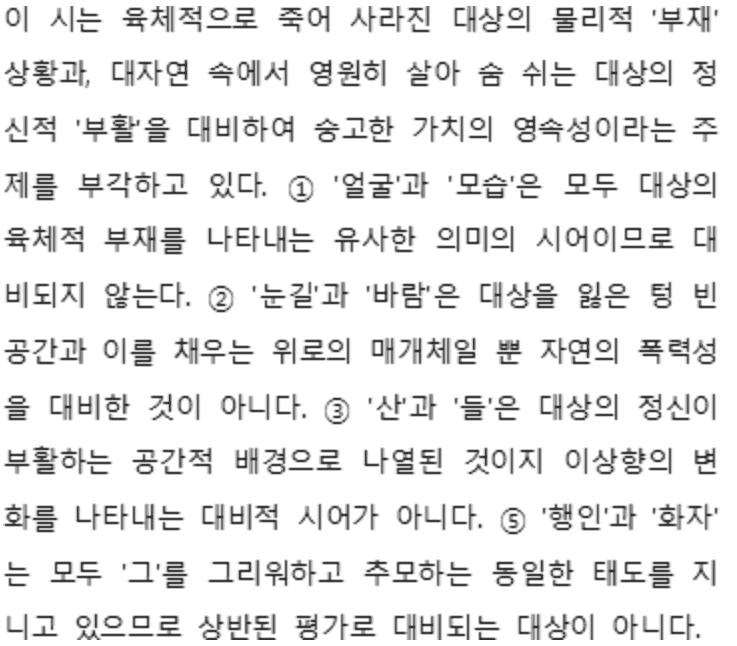 이 시는 육체적으로 죽어 사라진 대상의 물리적 '부재'
상황과, 대자연 속에서 영원히 살아 숨 쉬는 대상의 정
신적 '부활'을 대비하여 숭고한 가치의 영속성이라는 주
제를 부각하고 있다. ① '얼굴'과 '모습'은 모두 대상의
육체적 부재를 나타내는 유사한 의미의 시어이므로 대
비되지 않는다. ② '눈길'과 '바람'은 대상을 잃은 텅 빈
공간과 이를 채우는 위로의 매개체일 뿐 자연의 폭력성
을 대비한 것이 아니다. ③ '산'과 '들'은 대상의 정신이
부활하는 공간적 배경으로 나열된 것이지 이상향의 변
화를 나타내는 대비적 시어가 아니다. ⑤ '행인'과 '화자'
는 모두 '그'를 그리워하고 추모하는 동일한 태도를 지
니고 있으므로 상반된 평가로 대비되는 대상이 아니다.